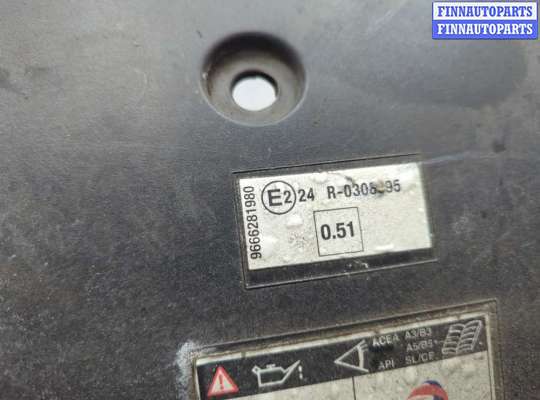 FINNAUTOPARTS
FINNAUTOPARTS
9666281980
E2 24
0.51
ACEA A3/B3
A5/B5
API SL/CF